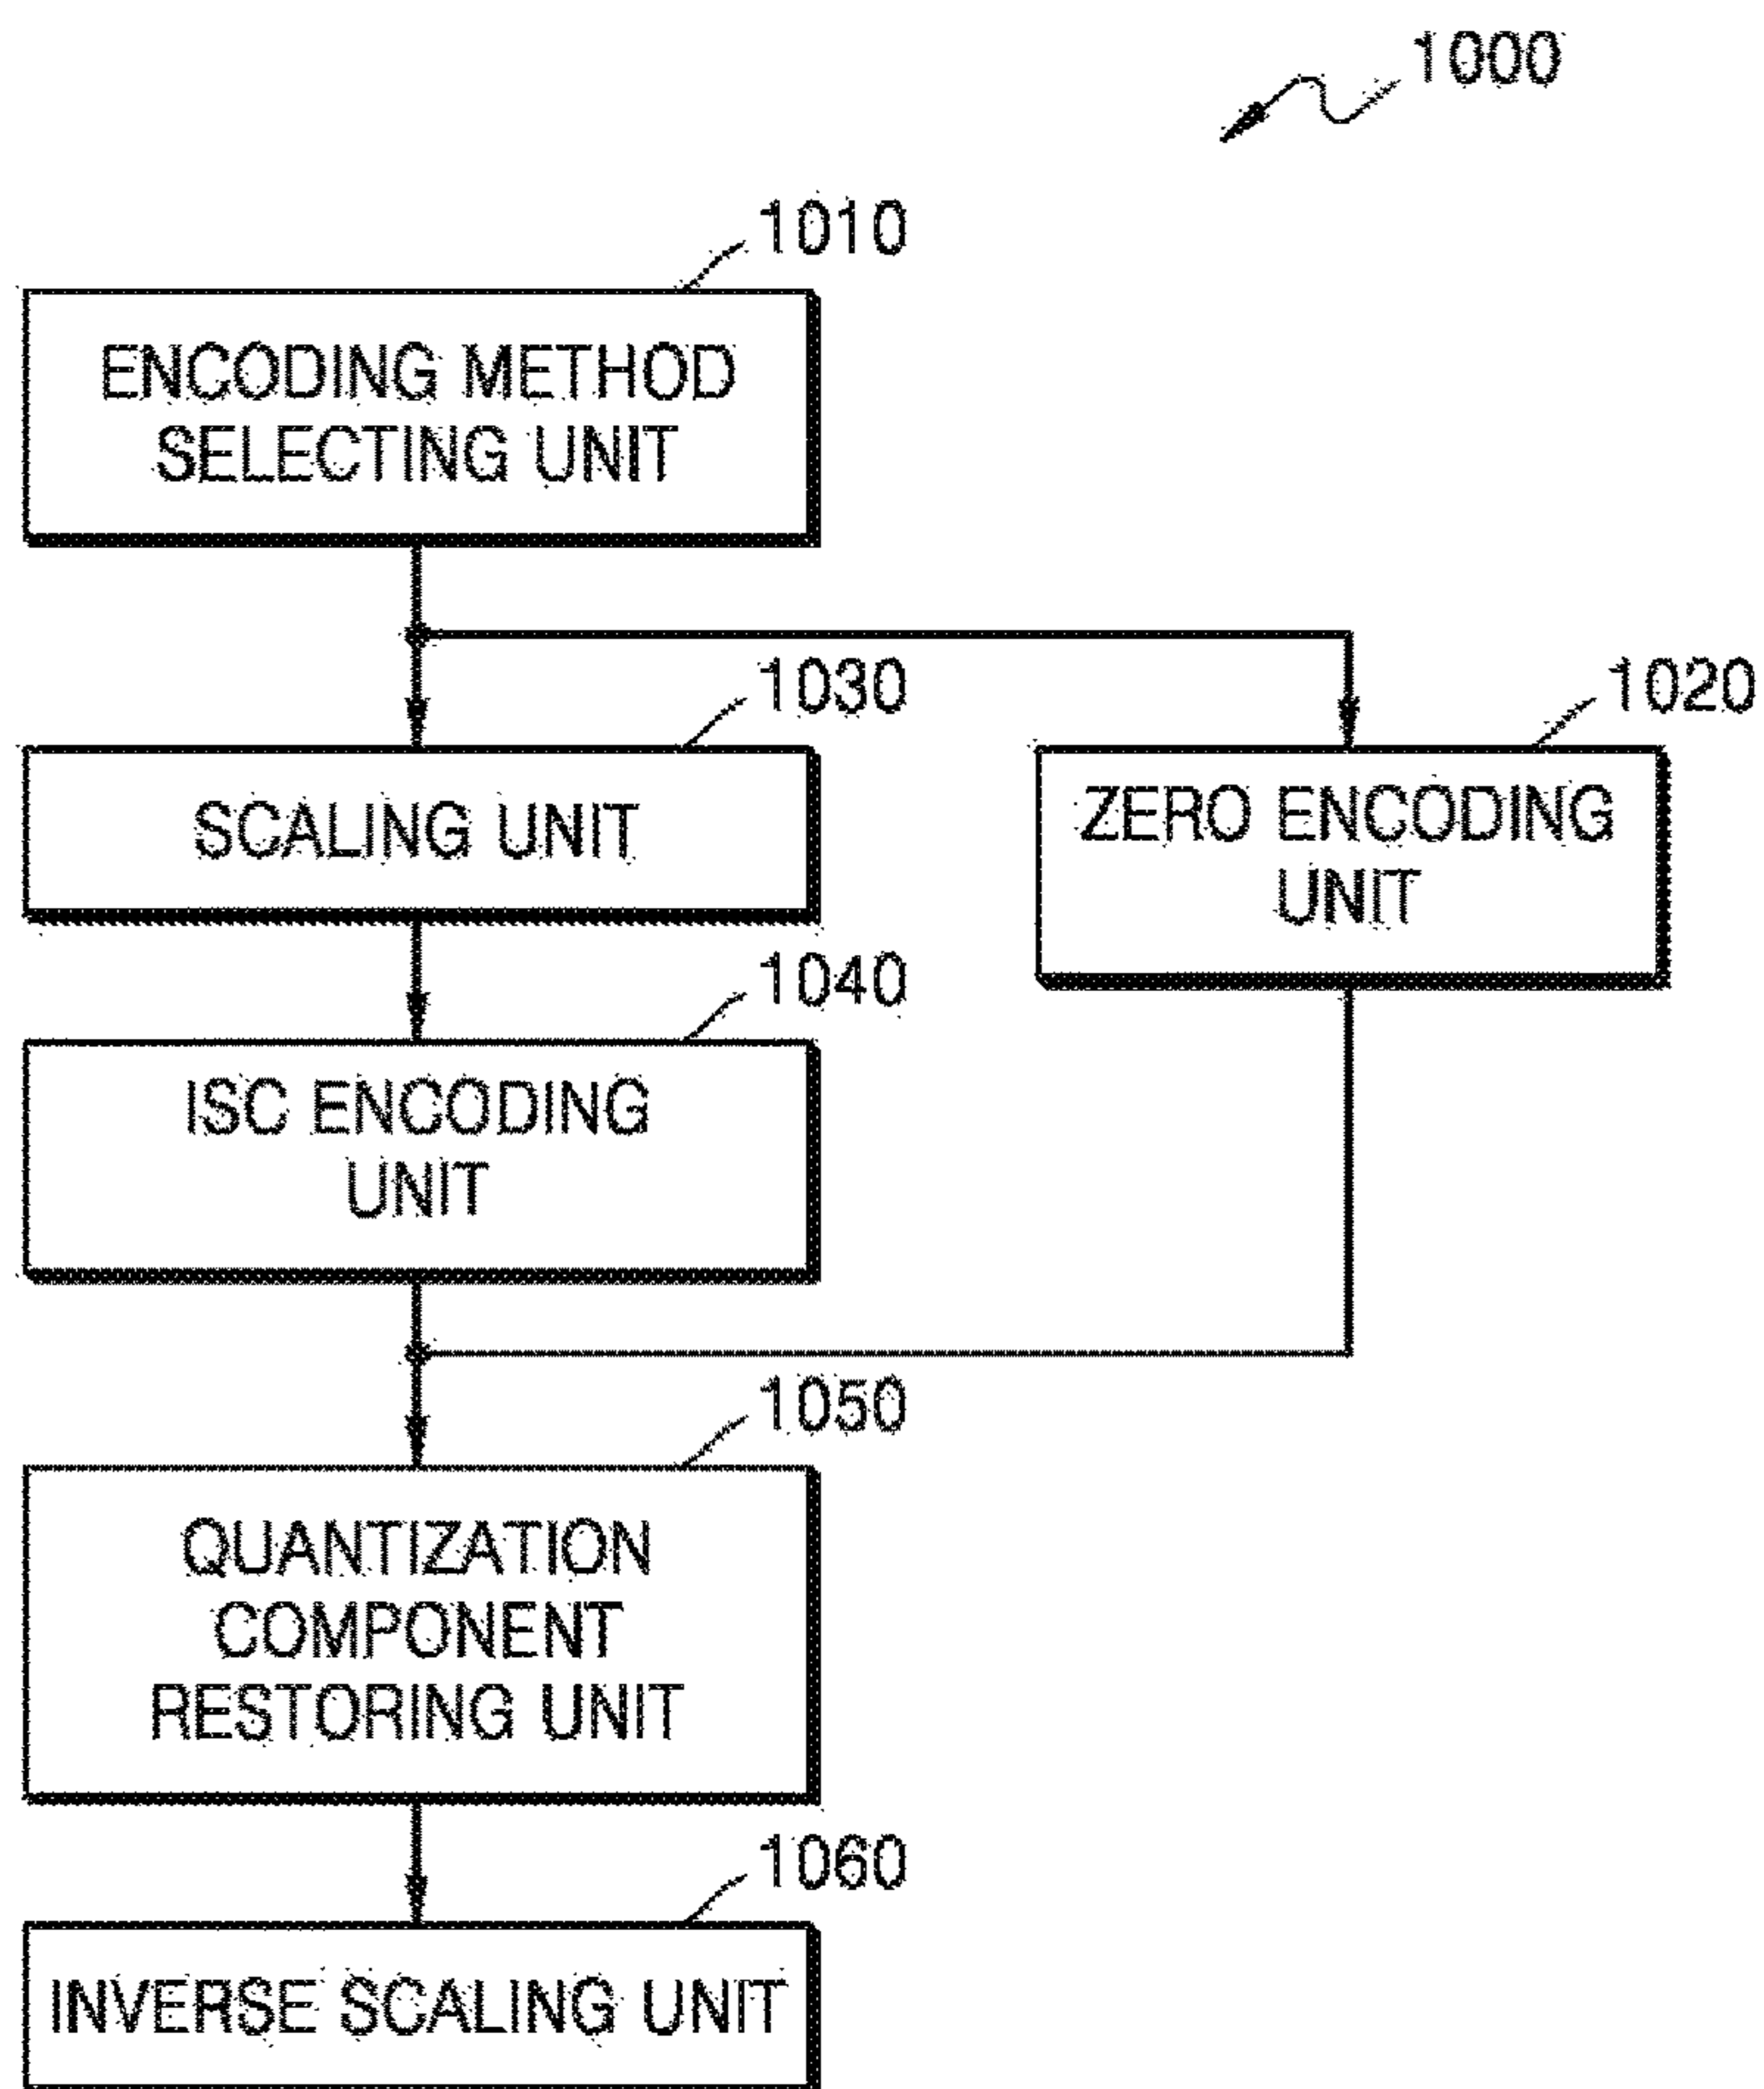 1000
1010
ENCODING METHOD
SELECTING UNIT
1030
SCALING UNIT
1020
ZERO ENCODING
UNIT
1040
ISC ENCODING
UNIT
1050
QUANTIZATION
COMPONENT
RESTORING UNIT
1060
INVERSE SCALING UNIT